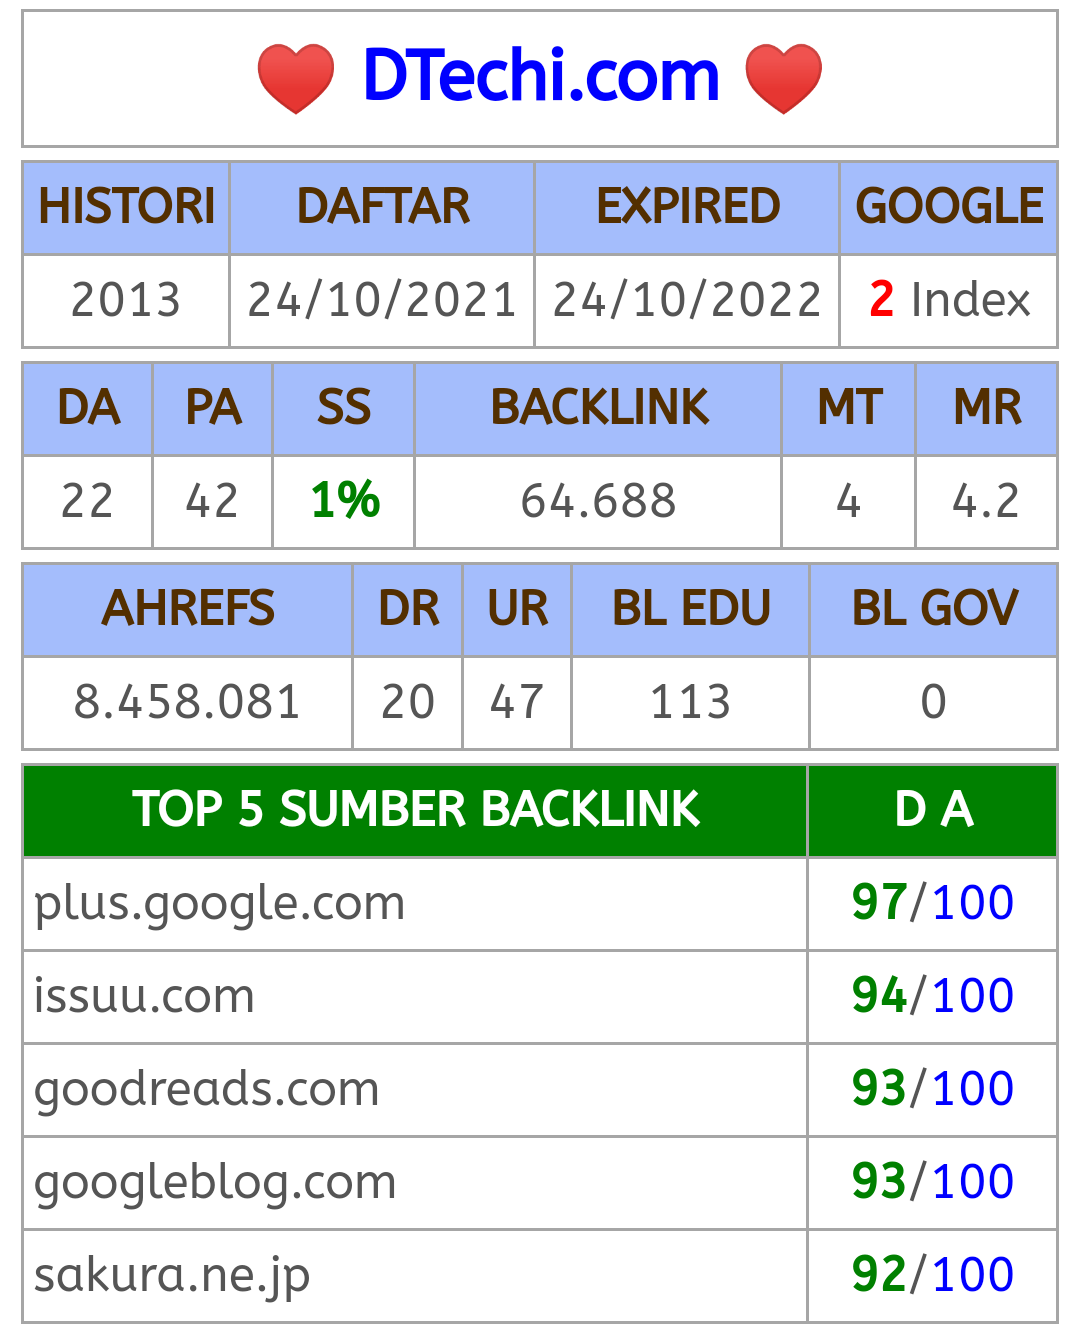 DTechi.com
HISTORI DAFTAR EXPIRED GOOGLE
2013 24/10/2021 24/10/2022 2 Index
DA PA SS BACKLINK MT MR
22 42 1% 64.688 4 4.2
AHREFS DR UR BL EDU BL GOV
8.458.081 20 47 113 0
TOP 5 SUMBER BACKLINK D A
plus.google.com 97/100
issuu.com 94/100
goodreads.com 93/100
googleblog.com 93/100
sakura.ne.jp 92/100